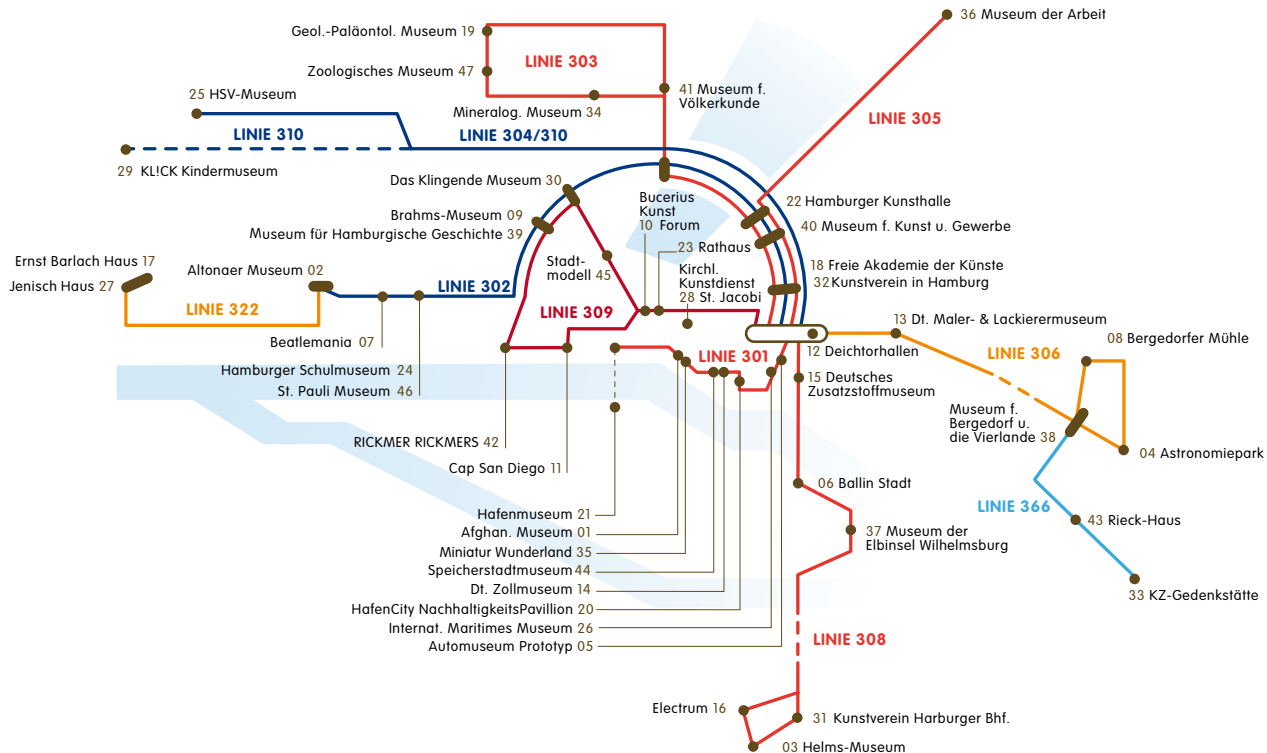 36 Museum der Arbeit
Geol.-Paläontol. Museum 19
LINIE 303
Zoologisches Museum 47
41 Museum f.
Völkerkunde
25 HSV-Museum
Mineralog. Museum 34
LINIE 305
LINIE 310
LINIE 304/310
29 KL!CK Kindermuseum
Das Klingende Museum 30
Bucerius
Kunst
10 Forum
22 Hamburger Kunsthalle
Brahms-Museum 09
Museum für Hamburgische Geschichte 39
40 Museum f. Kunst u. Gewerbe
23 Rathaus
Ernst Barlach Haus 17
Jenisch Haus 27
Altonaer Museum 02
Stadt-
modell 45
Kirchl.
Kunstdienst
28 St. Jacobi
18 Freie Akademie der Künste
32 Kunstverein in Hamburg
LINIE 302
LINIE 322
LINIE 309
13 Dt. Maler- & Lackierermuseum
Beatlemania 07
LINIE 301
12 Deichtorhallen
LINIE 306
08 Bergedorfer Mühle
Hamburger Schulmuseum 24
St. Pauli Museum 46
15 Deutsches
Zusatzstoffmuseum
Museum f.
Bergedorf u.
die Vierlande 38
RICKMER RICKMERS 42
Cap San Diego 11
04 Astronomiepark
06 Ballin Stadt
LINIE 366
Hafenmuseum 21
Afghan. Museum 01
Miniatur Wunderland 35
Speicherstadtmuseum 44
Dt. Zollmuseum 14
HafenCity NachhaltigkeitsPavillion 20
Internat. Maritimes Museum 26
Automuseum Prototyp 05
37 Museum der
Elbinsel Wilhelmsburg
43 Rieck-Haus
33 KZ-Gedenkstätte
LINIE 308
Electrum 16
31 Kunstverein Harburger Bhf.
03 Helms-Museum